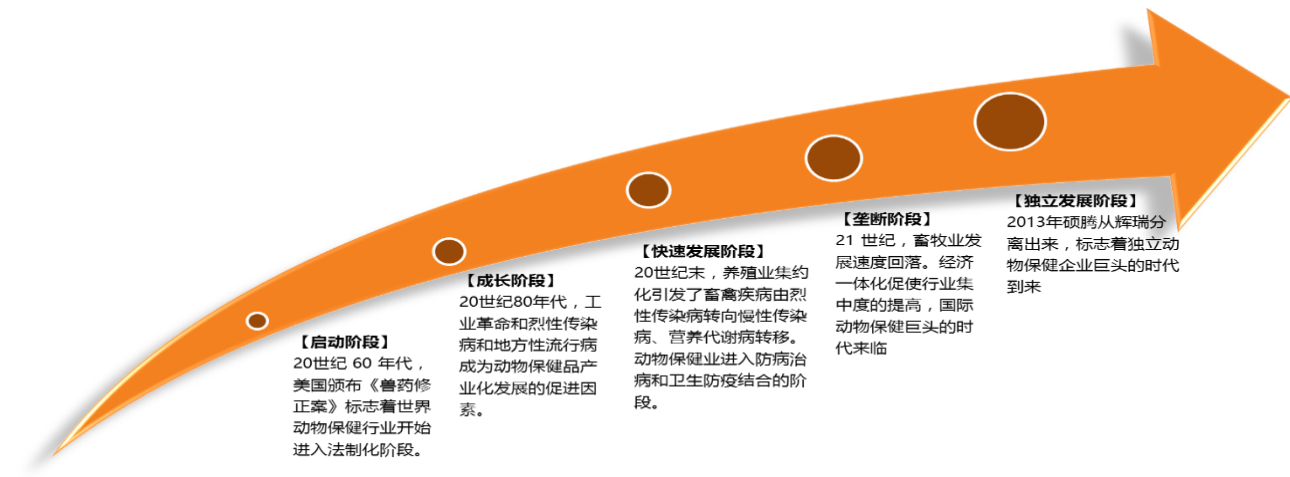 【启动阶段】
20世纪 60 年代，
美国颁布《兽药修
正案》标志着世界
动物保健行业开始
进入法制化阶段。
【成长阶段】
20世纪80年代，工
业革命和烈性传染
病和地方性流行病
成为动物保健品产
业化发展的促进因
素。
【快速发展阶段】
20世纪末，养殖业集约
化引发了畜禽疾病由烈
性传染病转向慢性传染
病、营养代谢病转移。
动物保健业进入防病治
病和卫生防疫结合的阶
段。
【垄断阶段】
21 世纪，畜牧业发
展速度回落。经济
一体化促使行业集
中度的提高，国际
动物保健巨头的时
代来临
【独立发展阶段】
2013年硕腾从辉瑞分
离出来，标志着独立动
物保健企业巨头的时代
到来